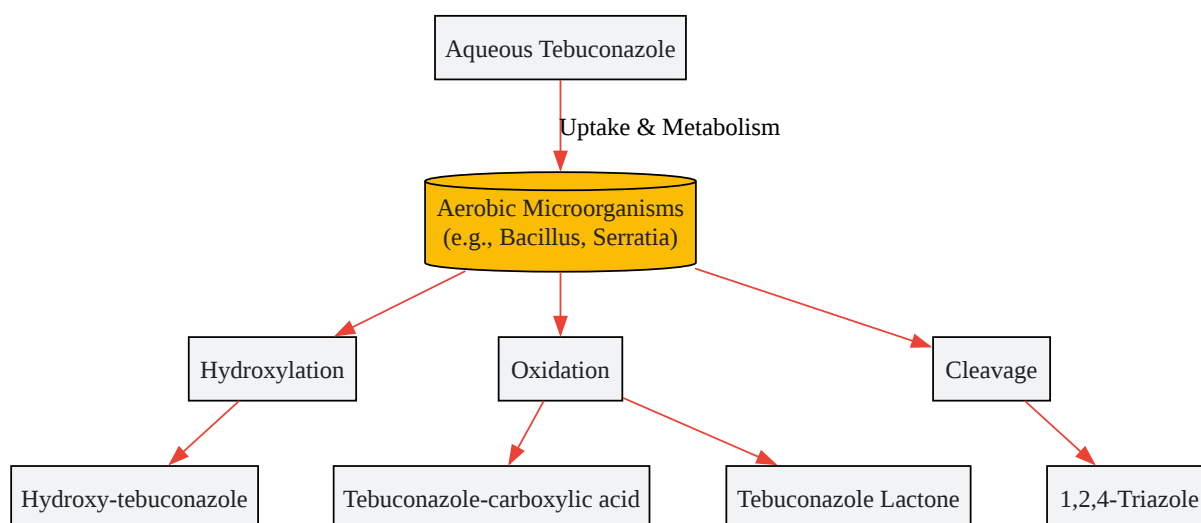 Aqueous Tebuconazole
Uptake & Metabolism
Aerobic Microorganisms
(e.g., Bacillus, Serratia)
Hydroxylation
Oxidation
Cleavage
Hydroxy-tebuconazole
Tebuconazole-carboxylic acid
Tebuconazole Lactone
1,2,4-Triazole